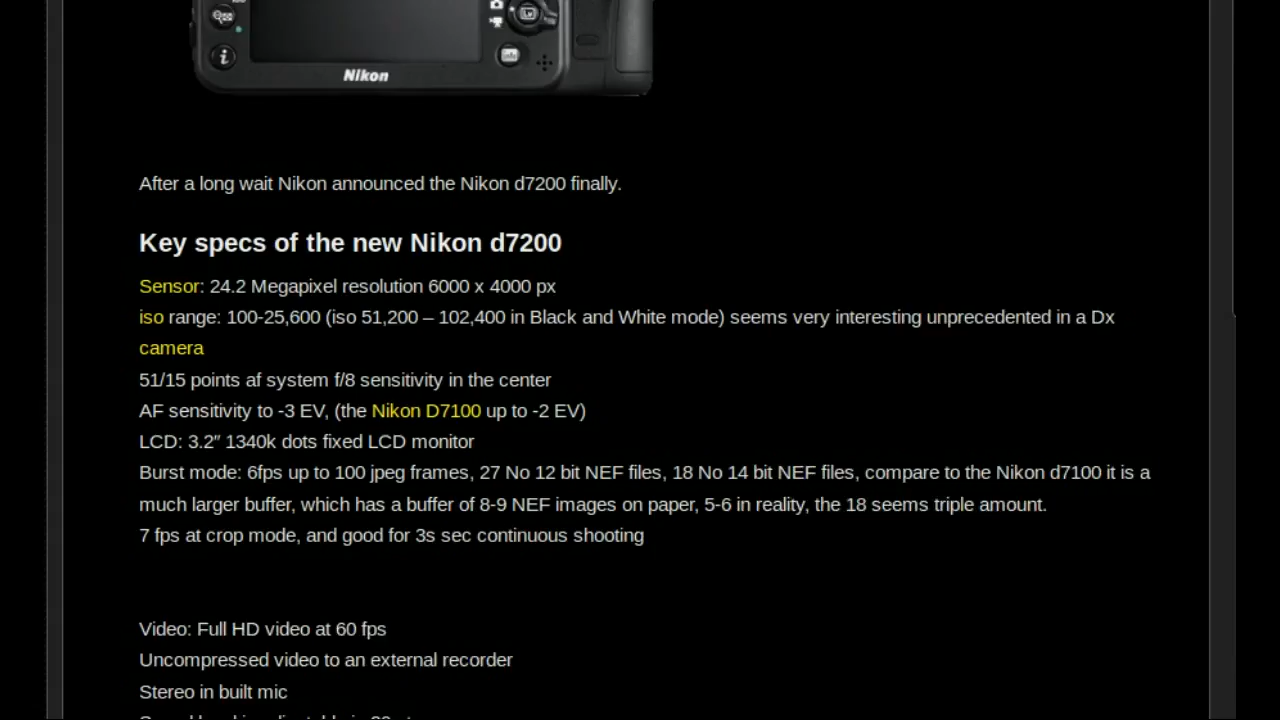 i
Lv
Nikon
After a long wait Nikon announced the Nikon d7200 finally.
Key specs of the new Nikon d7200
Sensor: 24.2 Megapixel resolution 6000 x 4000 px
iso range: 100-25,600 (iso 51,200 – 102,400 in Black and White mode) seems very interesting unprecedented in a Dx
camera
51/15 points af system f/8 sensitivity in the center
AF sensitivity to -3 EV, (the Nikon D7100 up to -2 EV)
LCD: 3.2″ 1340k dots fixed LCD monitor
Burst mode: 6fps up to 100 jpeg frames, 27 No 12 bit NEF files, 18 No 14 bit NEF files, compare to the Nikon d7100 it is a
much larger buffer, which has a buffer of 8-9 NEF images on paper, 5-6 in reality, the 18 seems triple amount.
7 fps at crop mode, and good for 3s sec continuous shooting
Video: Full HD video at 60 fps
Uncompressed video to an external recorder
Stereo in built mic